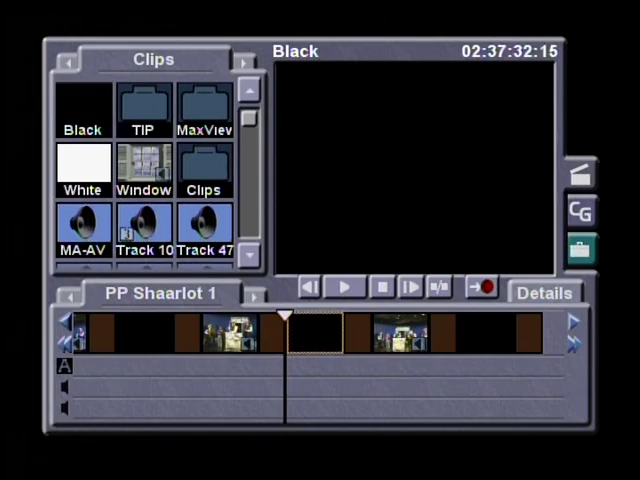 Clips
Black 02:37:32:15
Black TIP MaxView
White Window Clips
CG
MA-AV Track 10 Track 47
PP Shaarlot 1
Details
A